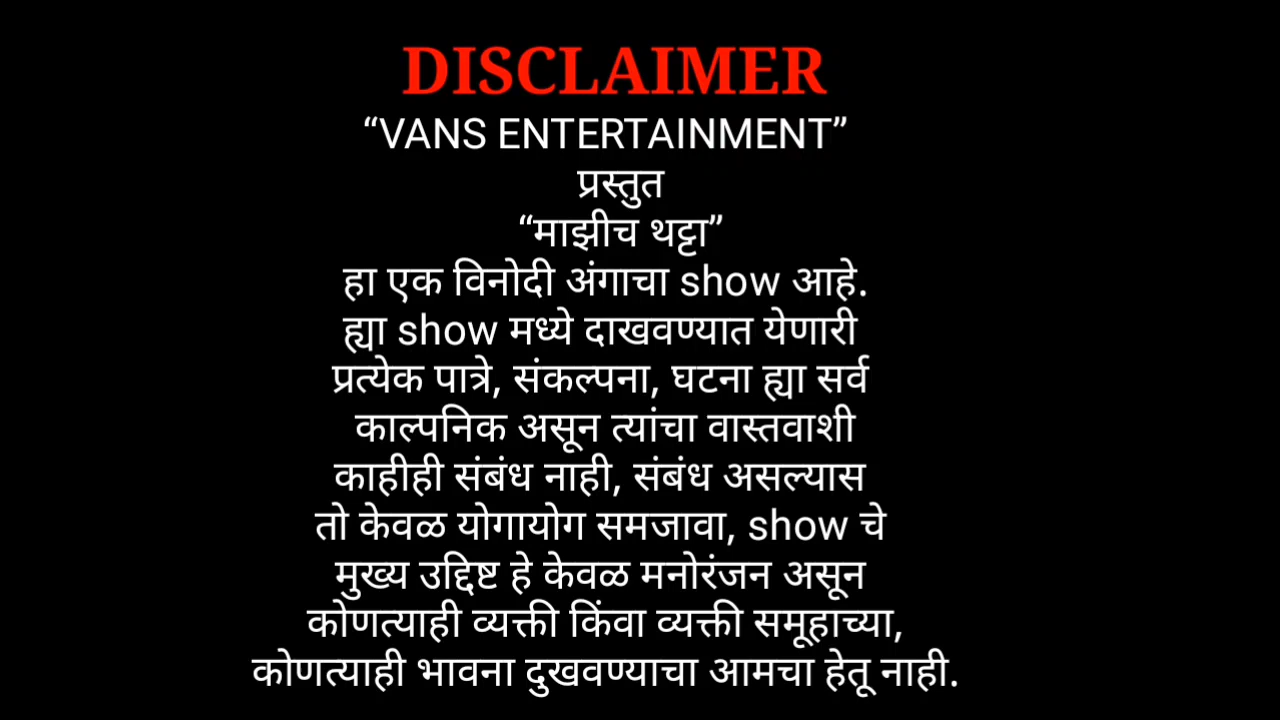 DISCLAIMER
“VANS ENTERTAINMENT”
प्रस्तुत
“माझीच थट्टा”
हा एक विनोदी अंगाचा show आहे.
ह्या show मध्ये दाखवण्यात येणारी
प्रत्येक पात्रे, संकल्पना, घटना ह्या सर्व
काल्पनिक असून त्यांचा वास्तवाशी
काहीही संबंध नाही, संबंध असल्यास
तो केवळ योगायोग समजावा, show चे
मुख्य उद्दिष्ट हे केवळ मनोरंजन असून
कोणत्याही व्यक्ती किंवा व्यक्ती समूहाच्या,
कोणत्याही भावना दुखवण्याचा आमचा हेतू नाही.